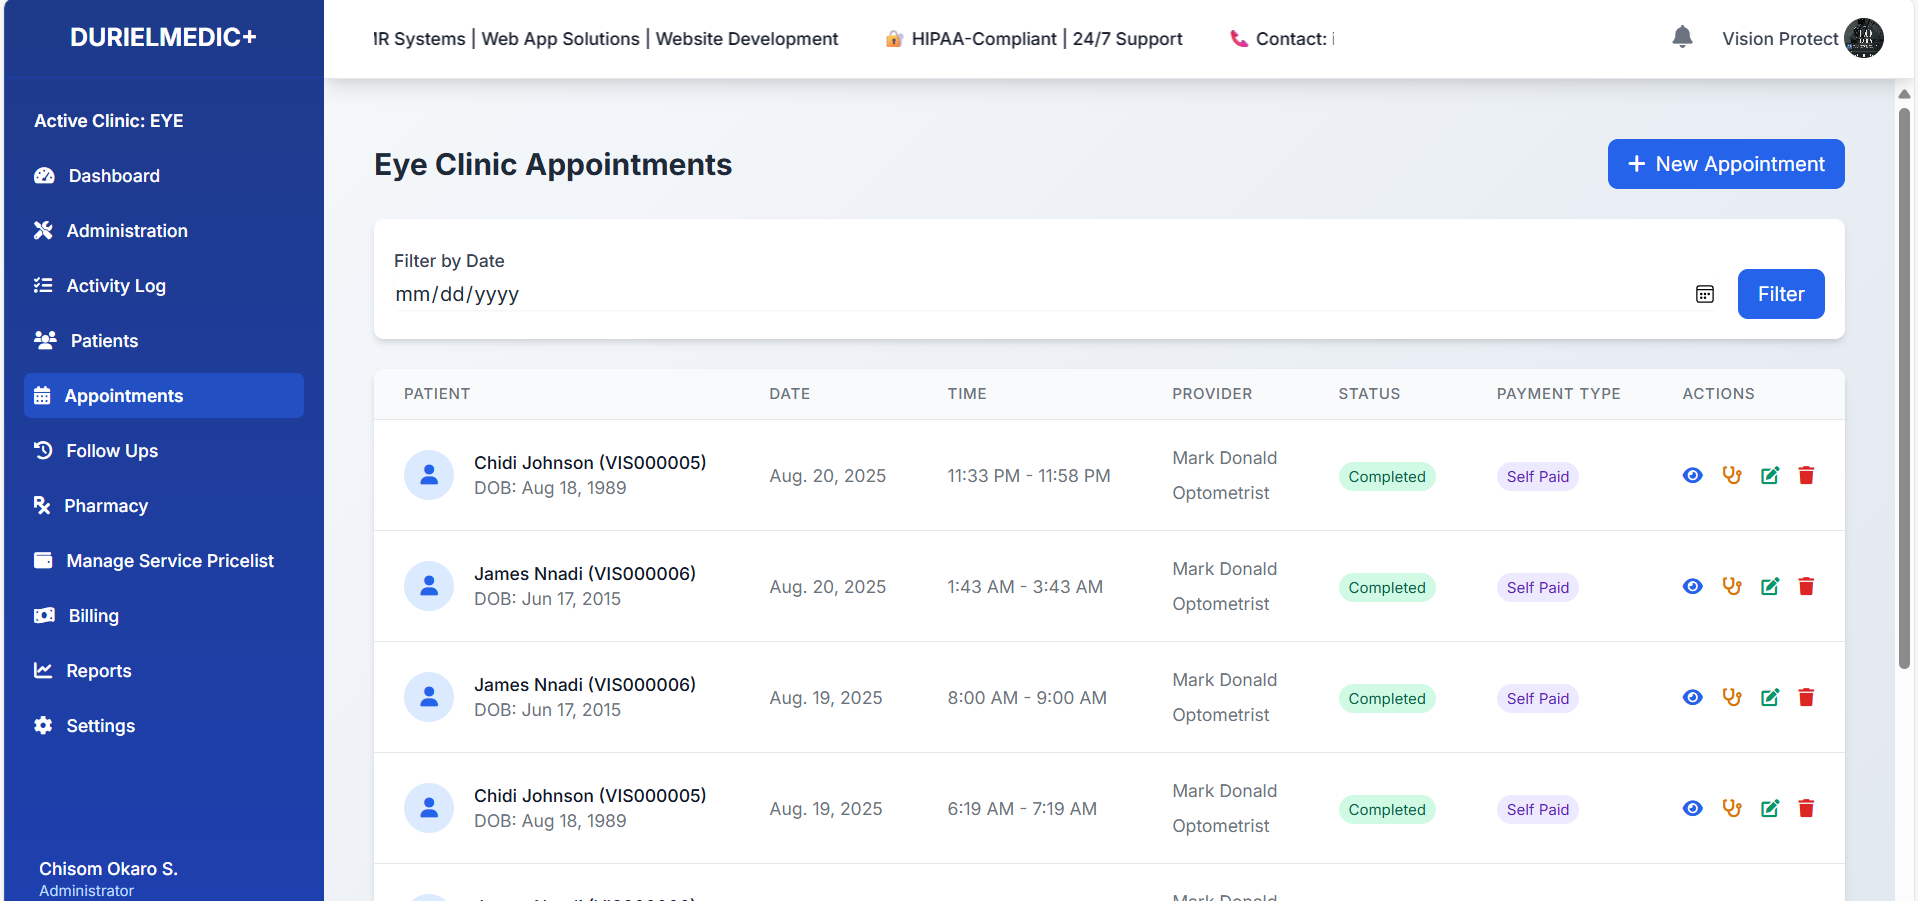 DURIELMEDIC+
Active Clinic: EYE
Dashboard
Administration
Activity Log
Patients
Appointments
Follow Ups
Pharmacy
Manage Service Pricelist
Billing
Reports
Settings
Chisom Okaro S.
Administrator
IR Systems | Web App Solutions | Website Development HIPAA-Compliant | 24/7 Support Contact:
Vision Protect
Eye Clinic Appointments
+ New Appointment
Filter by Date
mm/dd/yyyy
Filter
PATIENT DATE TIME PROVIDER STATUS PAYMENT TYPE ACTIONS
Chidi Johnson (VIS000005)
DOB: Aug 18, 1989
Aug. 20, 2025
11:33 PM - 11:58 PM
Mark Donald
Optometrist
Completed
Self Paid
James Nnadi (VIS000006)
DOB: Jun 17, 2015
Aug. 20, 2025
1:43 AM - 3:43 AM
Mark Donald
Optometrist
Completed
Self Paid
James Nnadi (VIS000006)
DOB: Jun 17, 2015
Aug. 19, 2025
8:00 AM - 9:00 AM
Mark Donald
Optometrist
Completed
Self Paid
Chidi Johnson (VIS000005)
DOB: Aug 18, 1989
Aug. 19, 2025
6:19 AM - 7:19 AM
Mark Donald
Optometrist
Completed
Self Paid
Mark Donald